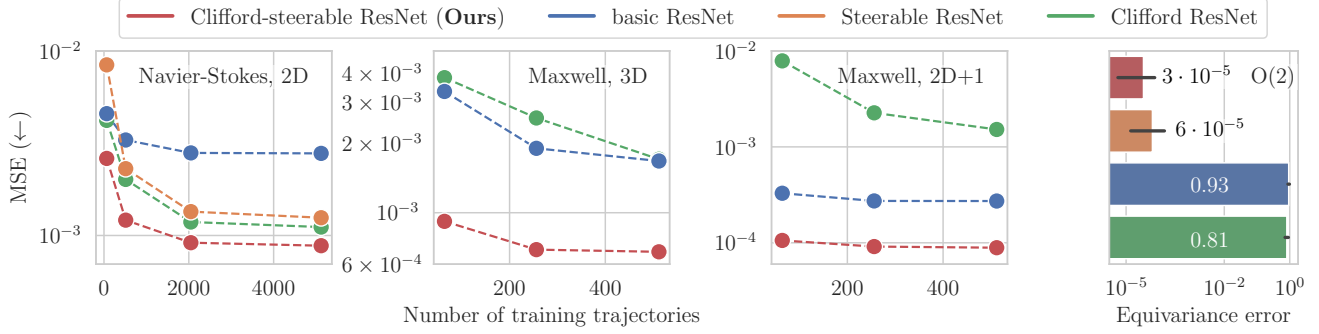 Clifford-steerable ResNet (Ours)
basic ResNet
Steerable ResNet
Clifford ResNet
MSE (←)
10⁻²
10⁻³
Navier-Stokes, 2D
0
2000
4000
4 × 10⁻³
3 × 10⁻³
2 × 10⁻³
10⁻³
6 × 10⁻⁴
Maxwell, 3D
200
400
Number of training trajectories
10⁻²
10⁻³
10⁻⁴
Maxwell, 2D+1
200
400
3 · 10⁻⁵
O(2)
6 · 10⁻⁵
0.93
0.81
10⁻⁵
10⁻²
10⁰
Equivariance error